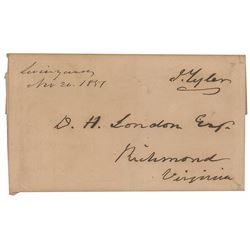 J. Tyler
Nov 20. 1851
D. H. London Esq.
Richmond
Virginia